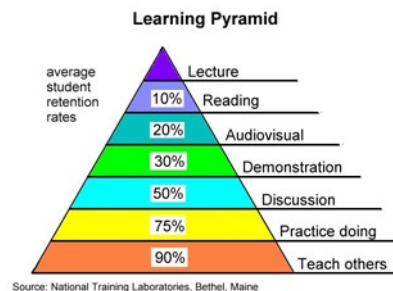 Learning Pyramid
average
student
retention
rates
Lecture
10% Reading
20% Audiovisual
30% Demonstration
50% Discussion
75% Practice doing
90% Teach others
Source: National Training Laboratories, Bethel, Maine